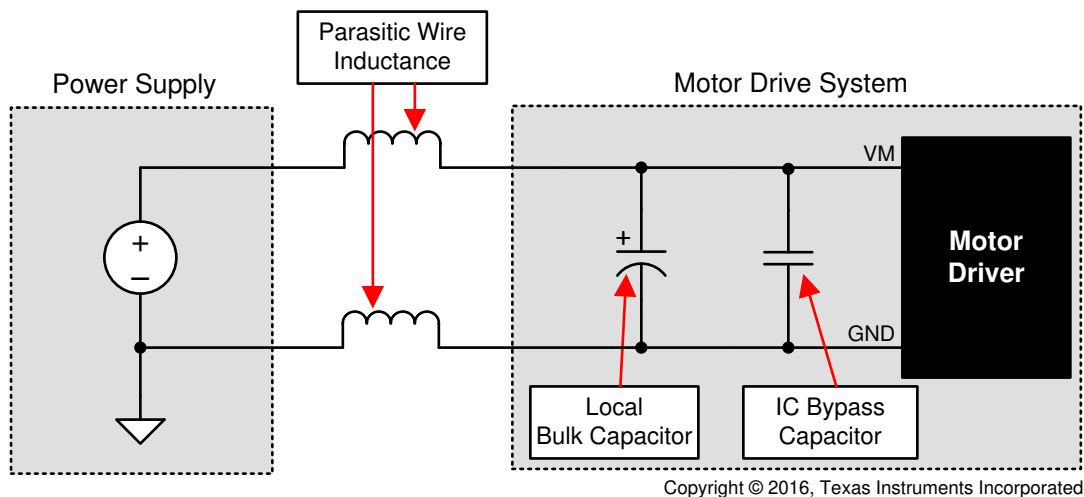 Parasitic Wire
Inductance
Power Supply
Motor Drive System
VM
+
–
+
Motor
Driver
GND
Local
Bulk Capacitor
IC Bypass
Capacitor
Copyright © 2016, Texas Instruments Incorporated